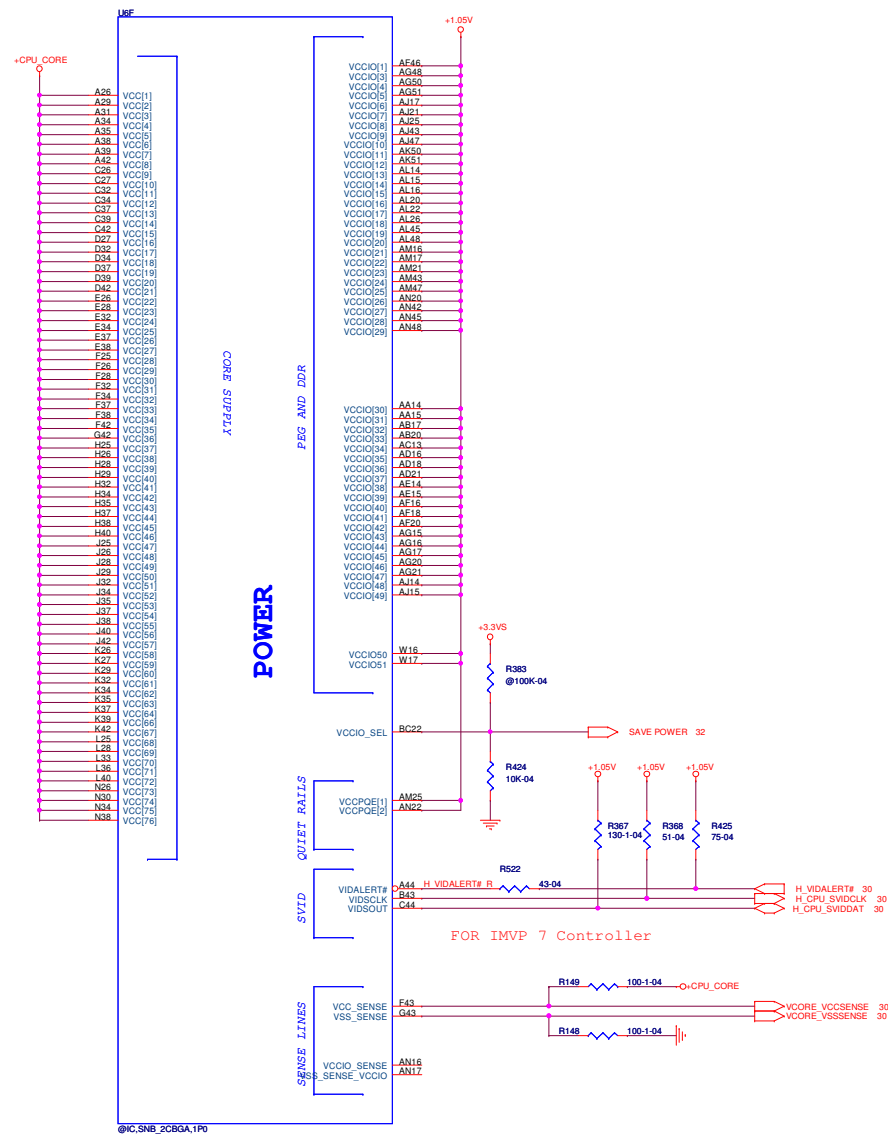 U6F
+CPU_CORE
A26 VCC[1]
A29 VCC[2]
A31 VCC[3]
A34 VCC[4]
A35 VCC[5]
A38 VCC[6]
A39 VCC[7]
A42 VCC[8]
C26 VCC[9]
C27 VCC[10]
C32 VCC[11]
C34 VCC[12]
C37 VCC[13]
C39 VCC[14]
C42 VCC[15]
D27 VCC[16]
D32 VCC[17]
D34 VCC[18]
D37 VCC[19]
D39 VCC[20]
D42 VCC[21]
E26 VCC[22]
E28 VCC[23]
E32 VCC[24]
E34 VCC[25]
E37 VCC[26]
E38 VCC[27]
F25 VCC[28]
F26 VCC[29]
F28 VCC[30]
F32 VCC[31]
F34 VCC[32]
F37 VCC[33]
F38 VCC[34]
F42 VCC[35]
G42 VCC[36]
H25 VCC[37]
H26 VCC[38]
H28 VCC[39]
H29 VCC[40]
H32 VCC[41]
H34 VCC[42]
H35 VCC[43]
H37 VCC[44]
H38 VCC[45]
H40 VCC[46]
J25 VCC[47]
J26 VCC[48]
J28 VCC[49]
J29 VCC[50]
J32 VCC[51]
J34 VCC[52]
J35 VCC[53]
J37 VCC[54]
J38 VCC[55]
J40 VCC[56]
J42 VCC[57]
K26 VCC[58]
K27 VCC[59]
K29 VCC[60]
K32 VCC[61]
K34 VCC[62]
K35 VCC[63]
K37 VCC[64]
K39 VCC[66]
K42 VCC[67]
L25 VCC[68]
L28 VCC[69]
L33 VCC[70]
L36 VCC[71]
L40 VCC[72]
N26 VCC[73]
N30 VCC[74]
N34 VCC[75]
N38 VCC[76]
CORE SUPPLY
POWER
PEG AND DDR
+1.05V
VCCIO[1] AF46
VCCIO[3] AG48
VCCIO[4] AG50
VCCIO[5] AG51
VCCIO[6] AJ17
VCCIO[7] AJ21
VCCIO[8] AJ25
VCCIO[9] AJ43
VCCIO[10] AJ47
VCCIO[11] AK50
VCCIO[12] AK51
VCCIO[13] AL14
VCCIO[14] AL15
VCCIO[15] AL16
VCCIO[16] AL20
VCCIO[17] AL22
VCCIO[18] AL26
VCCIO[19] AL45
VCCIO[20] AL48
VCCIO[21] AM16
VCCIO[22] AM17
VCCIO[23] AM21
VCCIO[24] AM43
VCCIO[25] AM47
VCCIO[26] AN20
VCCIO[27] AN42
VCCIO[28] AN45
VCCIO[29] AN48
VCCIO[30] AA14
VCCIO[31] AA15
VCCIO[32] AB17
VCCIO[33] AB20
VCCIO[34] AC13
VCCIO[35] AD16
VCCIO[36] AD18
VCCIO[37] AD21
VCCIO[38] AE14
VCCIO[39] AE15
VCCIO[40] AF16
VCCIO[41] AF18
VCCIO[42] AF20
VCCIO[43] AG15
VCCIO[44] AG16
VCCIO[45] AG17
VCCIO[46] AG20
VCCIO[47] AG21
VCCIO[48] AJ14
VCCIO[49] AJ15
VCCIO50 W16
VCCIO51 W17
+3.3VS
R383
@100K-04
VCCIO_SEL BC22
SAVE POWER 32
R424
10K-04
QUIET RAILS
VCCPQE[1] AM25
VCCPQE[2] AN22
+1.05V +1.05V +1.05V
R367
130-1-04
R368
51-04
R425
75-04
R522
43-04
SVID
VIDALERT# A44 H_VIDALERT#_R
VIDSCLK B43
VIDSOUT C44
H_VIDALERT# 30
H_CPU_SVIDCLK 30
H_CPU_SVIDDAT 30
FOR IMVP 7 Controller
R149 100-1-04 +CPU_CORE
SENSE LINES
VCC_SENSE F43
VSS_SENSE G43
VCORE_VCCSENSE 30
VCORE_VSSSENSE 30
R148 100-1-04
VCCIO_SENSE AN16
VSS_SENSE_VCCIO AN17
@IC,SNB_2CBGA,1P0